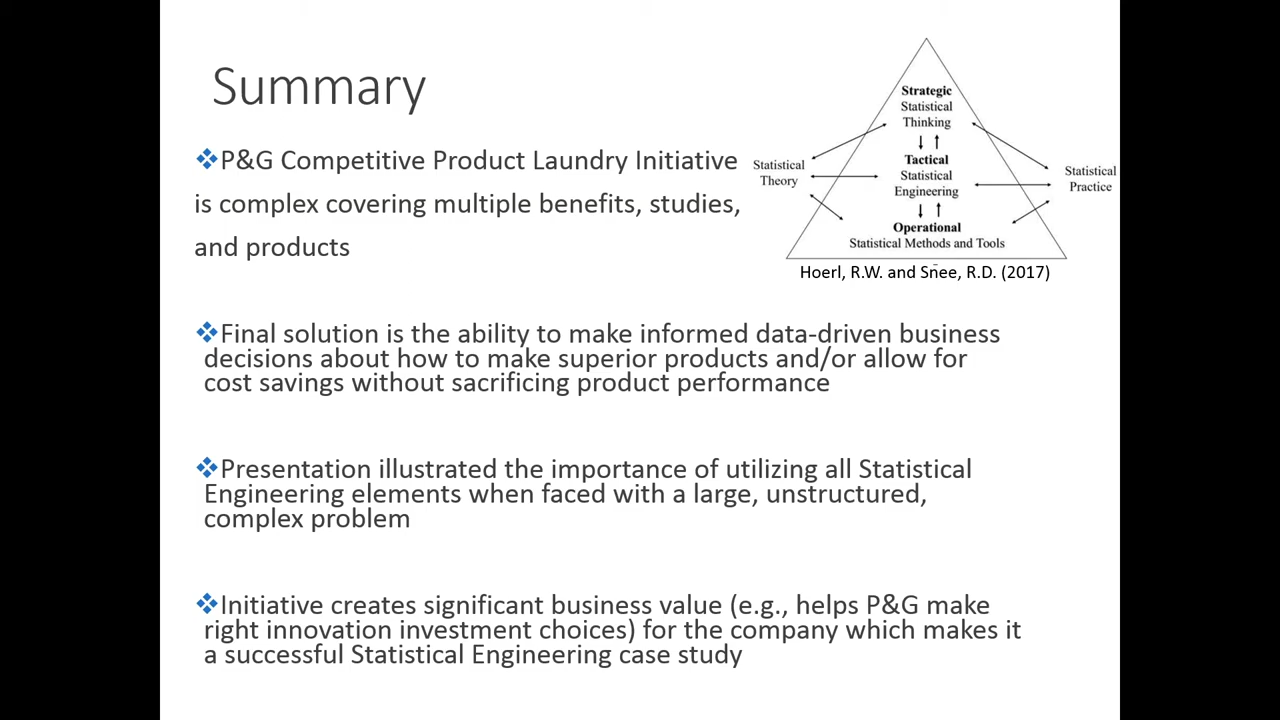 Summary
❖P&G Competitive Product Laundry Initiative
is complex covering multiple benefits, studies,
and products
Strategic
Statistical
Thinking
Tactical
Statistical
Engineering
Operational
Statistical Methods and Tools
Statistical
Theory
Statistical
Practice
Hoerl, R.W. and Snee, R.D. (2017)
❖Final solution is the ability to make informed data-driven business
decisions about how to make superior products and/or allow for
cost savings without sacrificing product performance
❖Presentation illustrated the importance of utilizing all Statistical
Engineering elements when faced with a large, unstructured,
complex problem
❖Initiative creates significant business value (e.g., helps P&G make
right innovation investment choices) for the company which makes it
a successful Statistical Engineering case study